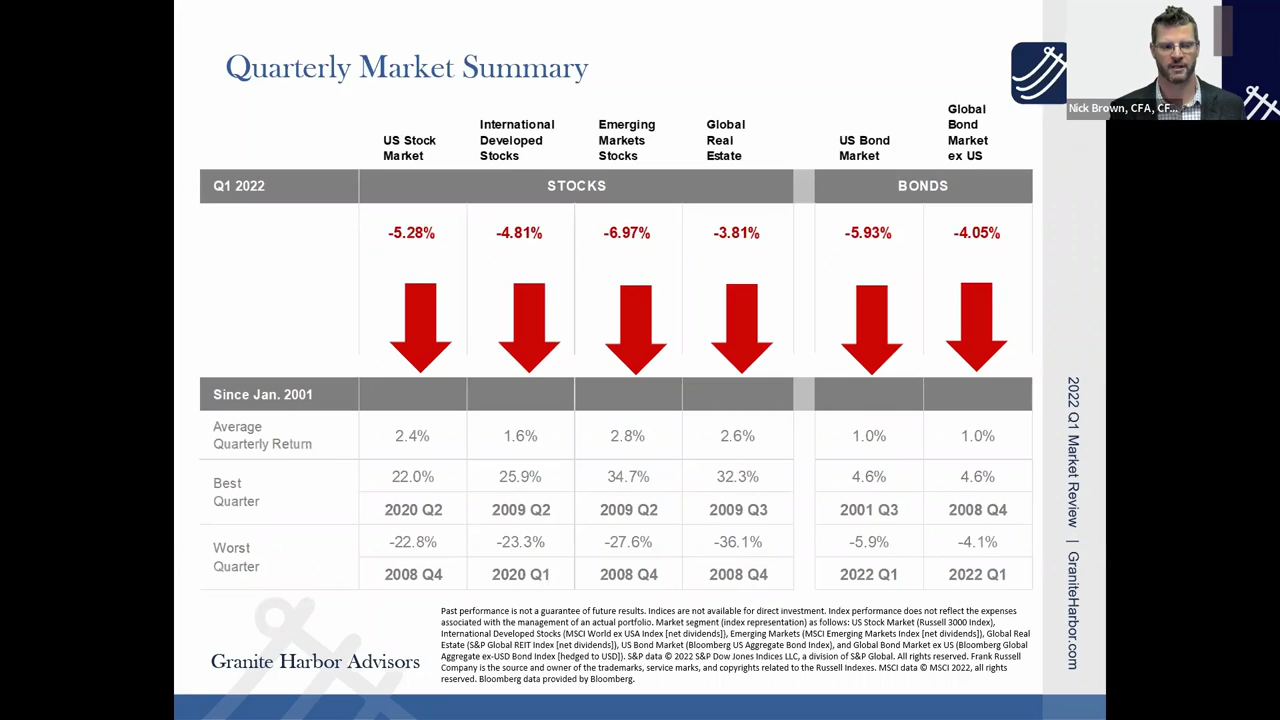 Quarterly Market Summary
Nick Brown, CFA, CF...
US Stock
Market
International
Developed
Stocks
Emerging
Markets
Stocks
Global
Real
Estate
US Bond
Market
Global
Bond
Market
ex US
Q1 2022 STOCKS BONDS
-5.28% -4.81% -6.97% -3.81% -5.93% -4.05%
Since Jan. 2001
Average
Quarterly Return
2.4% 1.6% 2.8% 2.6% 1.0% 1.0%
Best
Quarter
22.0% 25.9% 34.7% 32.3% 4.6% 4.6%
2020 Q2 2009 Q2 2009 Q2 2009 Q3 2001 Q3 2008 Q4
Worst
Quarter
-22.8% -23.3% -27.6% -36.1% -5.9% -4.1%
2008 Q4 2020 Q1 2008 Q4 2008 Q4 2022 Q1 2022 Q1
Past performance is not a guarantee of future results. Indices are not available for direct investment. Index performance does not reflect the expenses
associated with the management of an actual portfolio. Market segment (index representation) as follows: US Stock Market (Russell 3000 Index),
International Developed Stocks (MSCI World ex USA Index [net dividends]), Emerging Markets (MSCI Emerging Markets Index [net dividends]), Global Real
Estate (S&P Global REIT Index [net dividends]), US Bond Market (Bloomberg US Aggregate Bond Index), and Global Bond Market ex US (Bloomberg Global
Aggregate ex-USD Bond Index [hedged to USD]). S&P data © 2022 S&P Dow Jones Indices LLC, a division of S&P Global. All rights reserved. Frank Russell
Company is the source and owner of the trademarks, service marks, and copyrights related to the Russell Indexes. MSCI data © MSCI 2022, all rights
reserved. Bloomberg data provided by Bloomberg.
Granite Harbor Advisors
2022 Q1 Market Review | GraniteHarbor.com